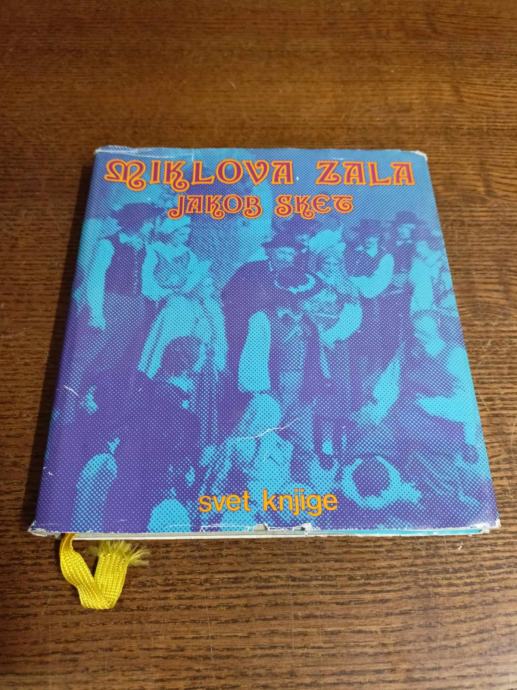 MIKLOVA ZALA
JAKOB SKET
svet knjige